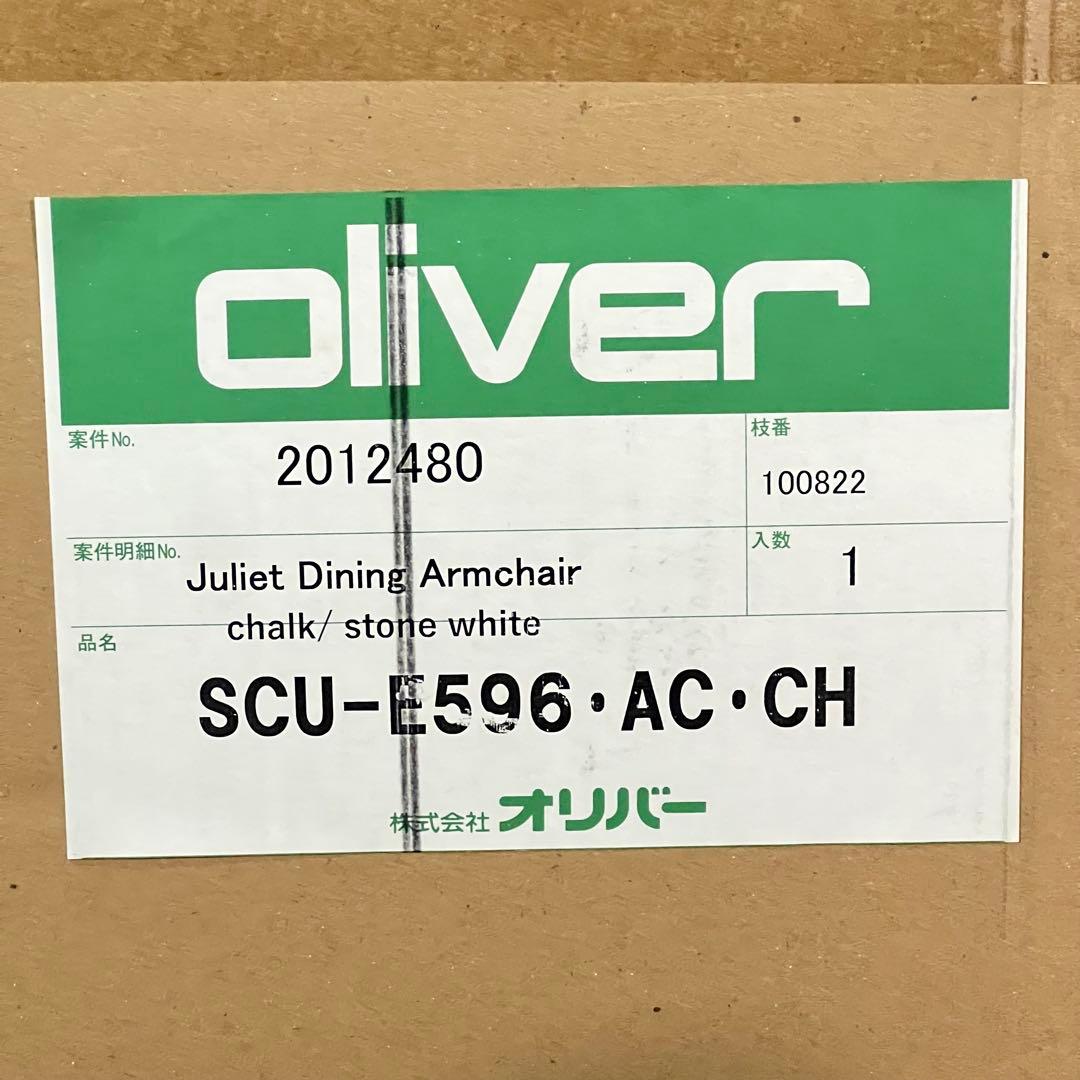 oliver
案件No.
2012480
枝番
100822
案件明細No.
Juliet Dining Armchair
chalk/ stone white
入数
1
品名
SCU-E596・AC・CH
株式会社 オリバー